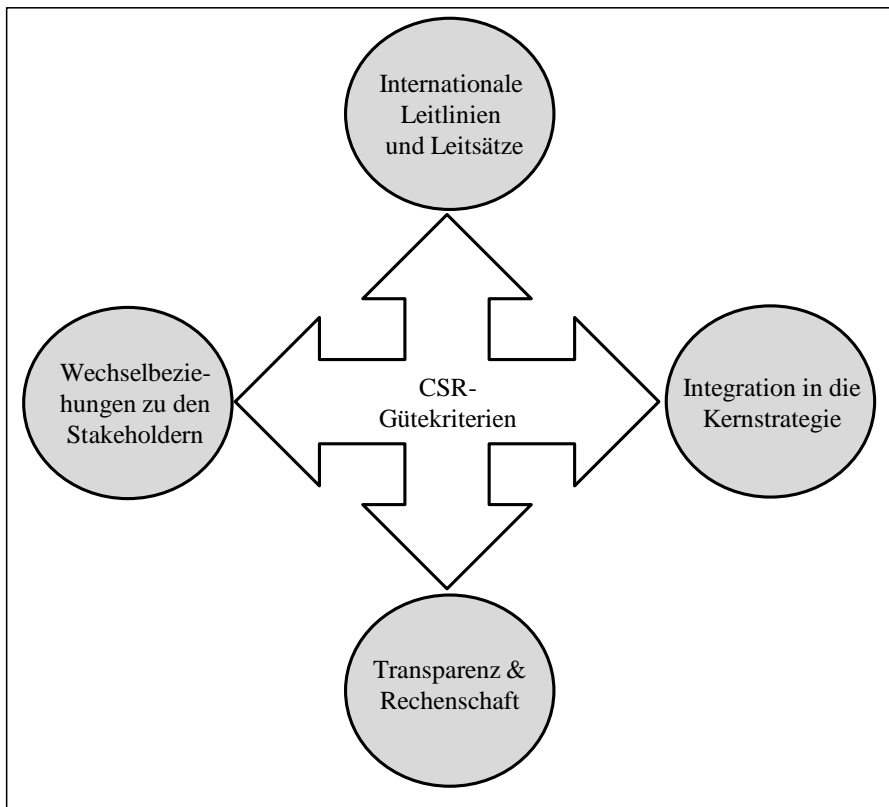 Internationale
Leitlinien
und Leitsätze
Wechselbezie-
hungen zu den
Stakeholdern
CSR-
Gütekriterien
Integration in die
Kernstrategie
Transparenz &
Rechenschaft